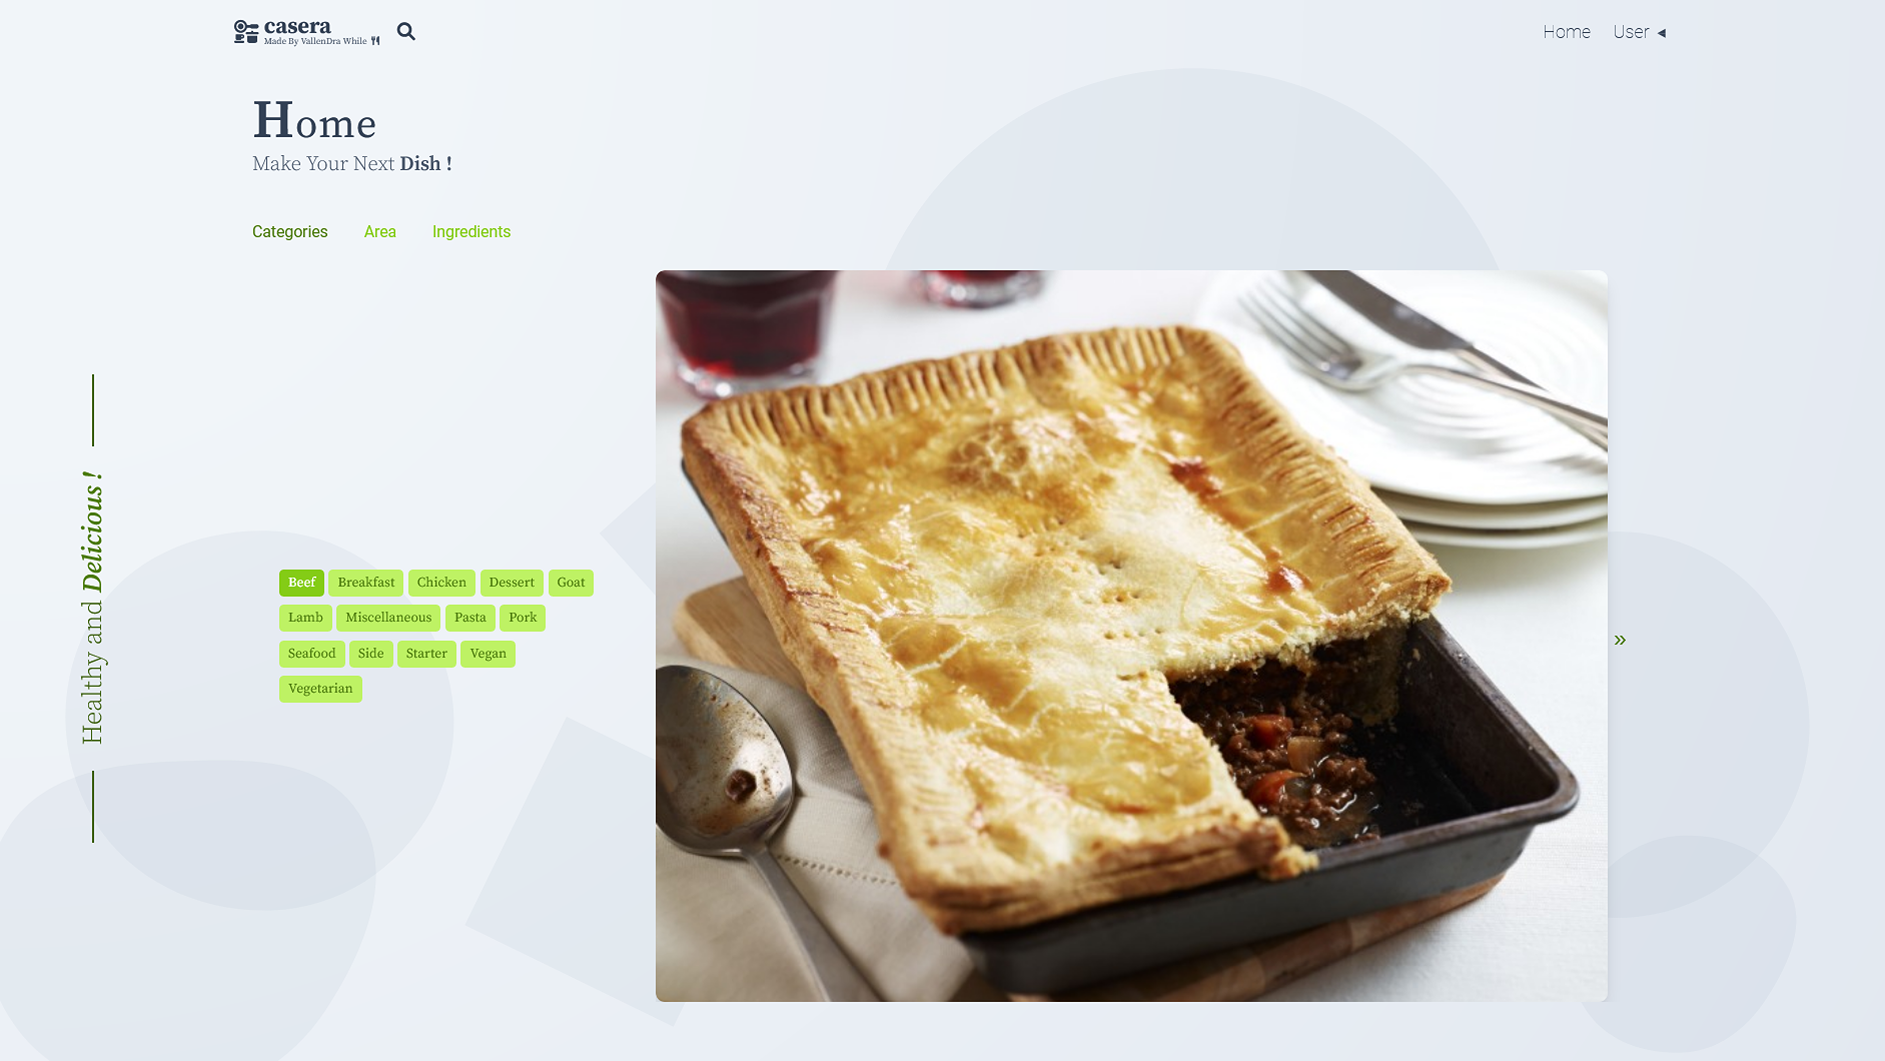 casera
Made By VallenDra While
Home
User
Home
Make Your Next Dish !
Categories
Area
Ingredients
Healthy and Delicious !
Beef
Breakfast
Chicken
Dessert
Goat
Lamb
Miscellaneous
Pasta
Pork
Seafood
Side
Starter
Vegan
Vegetarian
»